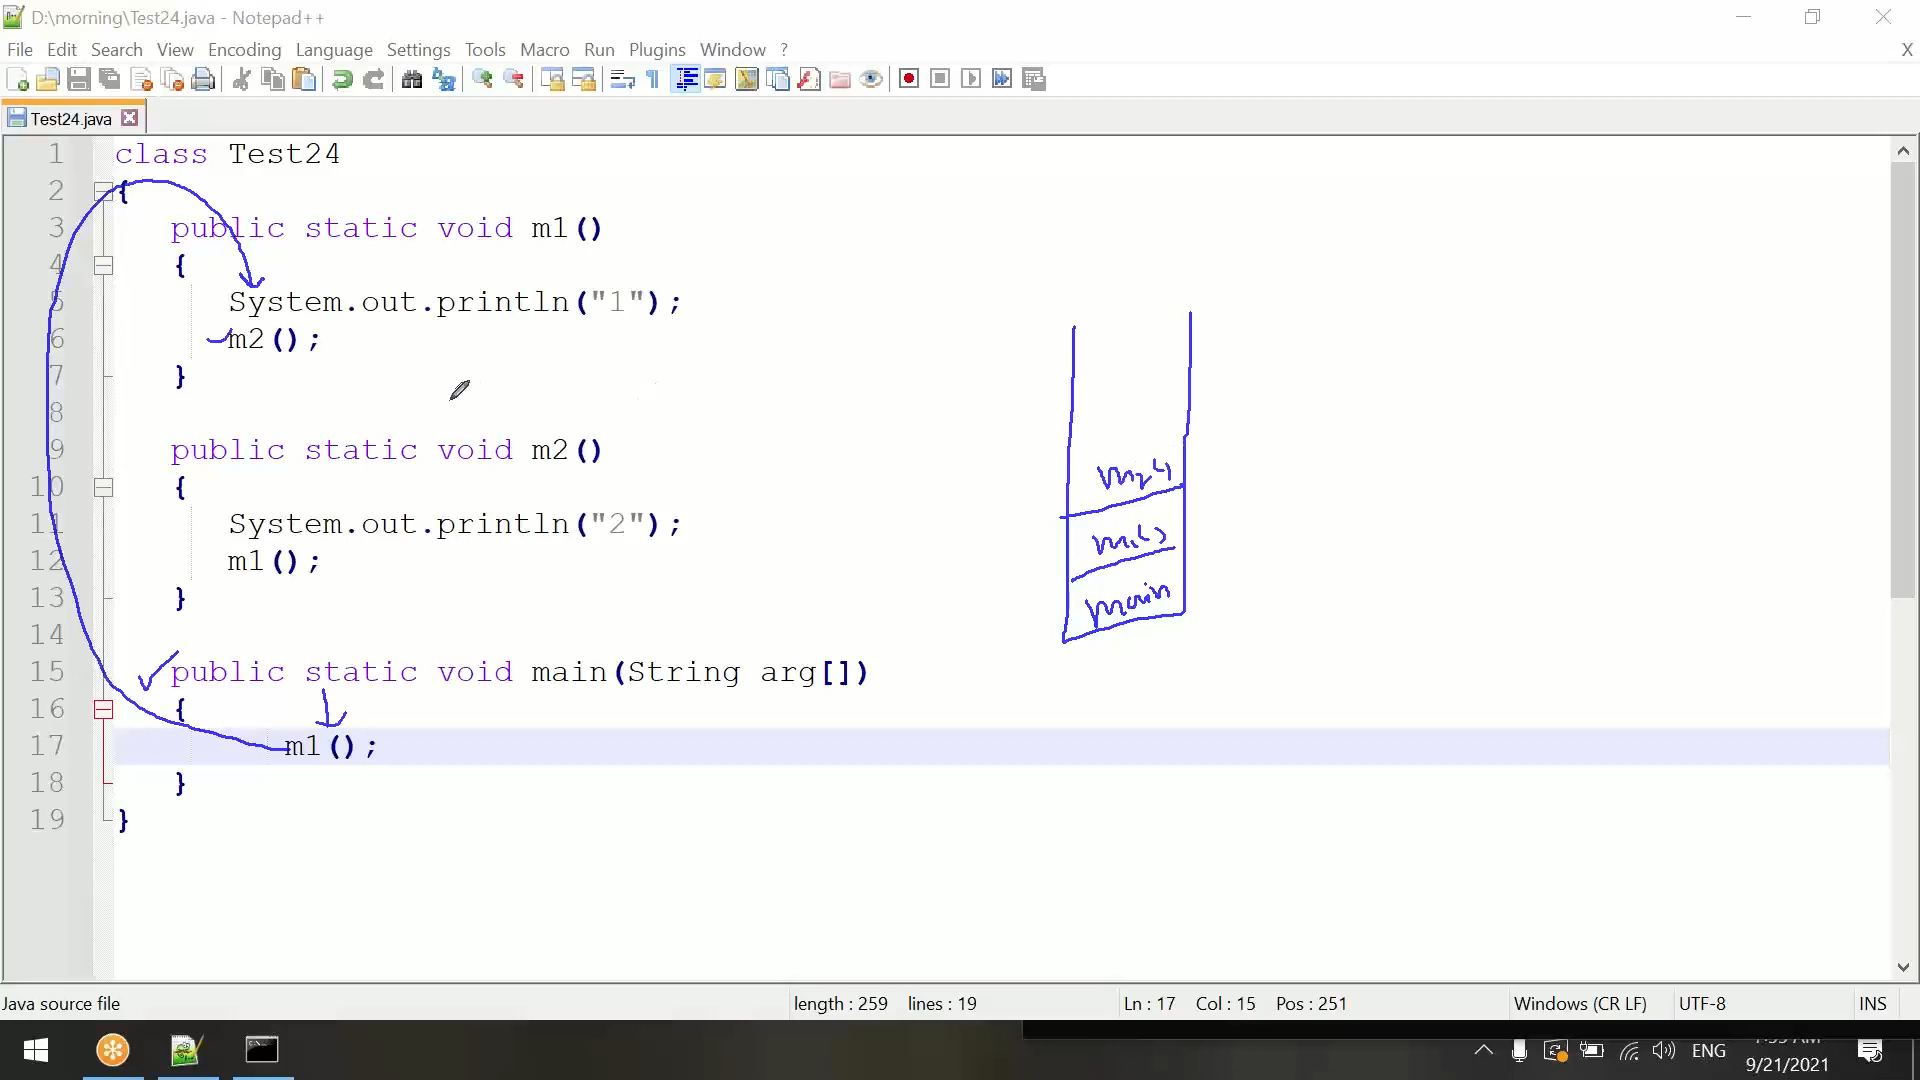 D:\morning\Test24.java - Notepad++
File Edit Search View Encoding Language Settings Tools Macro Run Plugins Window ? X
Test24.java
1 class Test24
2 {
3 public static void m1()
4 {
5 System.out.println("1");
6 m2();
7 }
8
9 public static void m2()
10 {
11 System.out.println("2");
12 m1();
13 }
14
15 public static void main(String arg[])
16 {
17 m1();
18 }
19 }
m2()
m1()
main
Java source file length : 259 lines : 19 Ln : 17 Col : 15 Pos : 251 Windows (CR LF) UTF-8 INS
ENG
9/21/2021